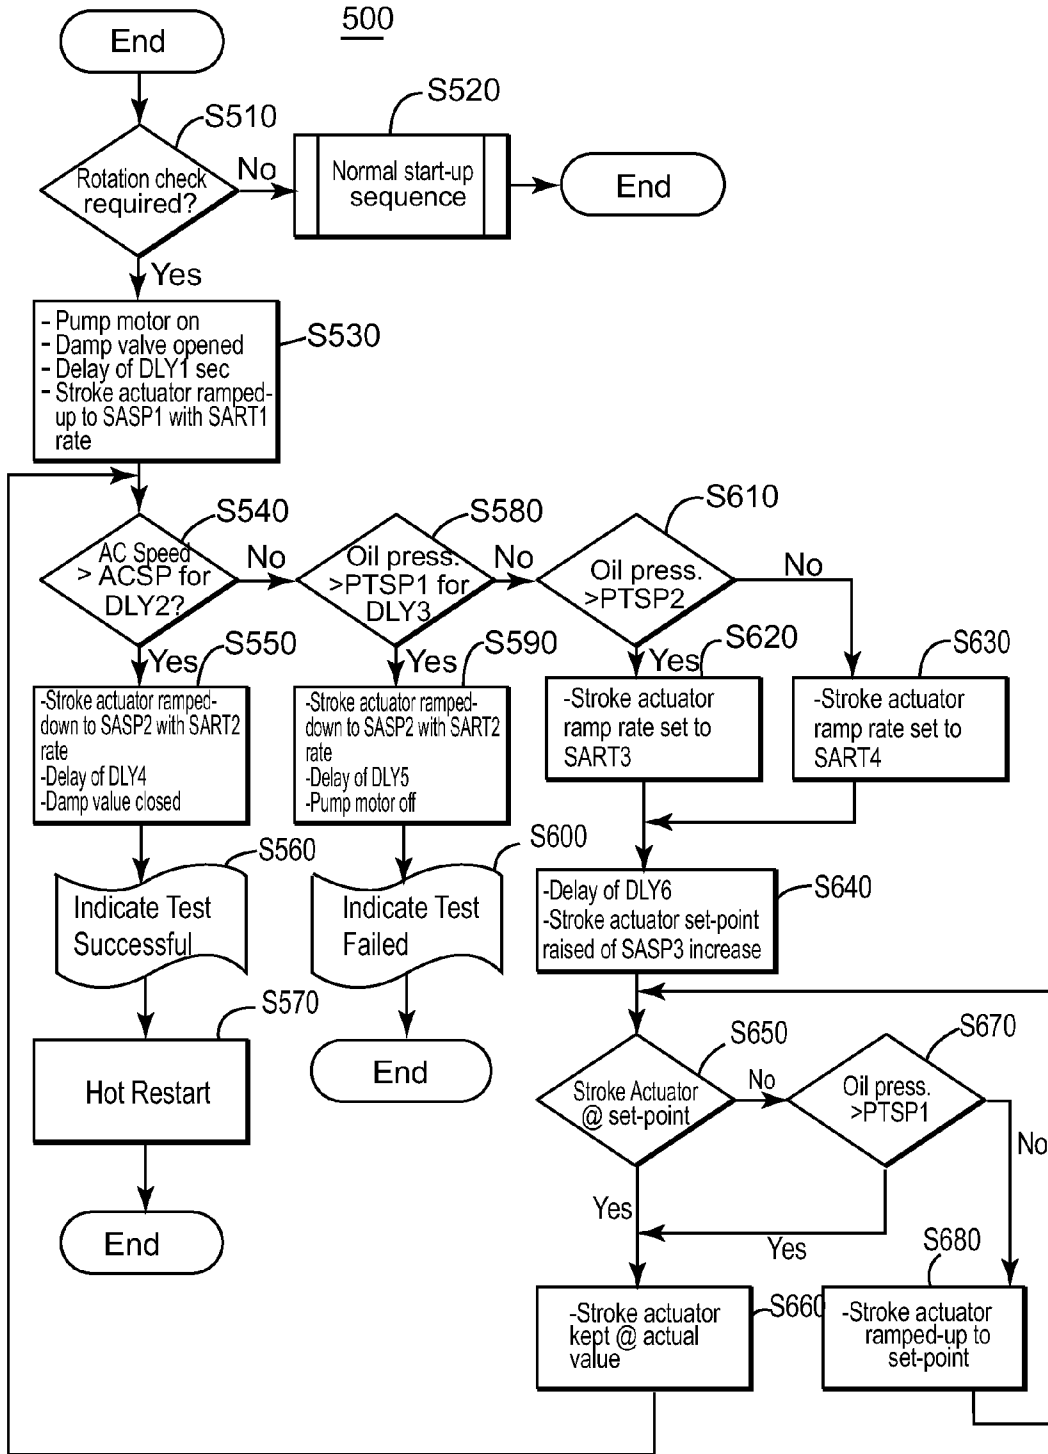 500
End
S510
S520
Rotation check
required?
No
Normal start-up
sequence
End
Yes
- Pump motor on
- Damp valve opened
- Delay of DLY1 sec
- Stroke actuator ramped-
up to SASP1 with SART1
rate
S530
S540
AC Speed
> ACSP for
DLY2?
No
S580
Oil press.
>PTSP1 for
DLY3
No
S610
Oil press.
>PTSP2
No
Yes
S550
-Stroke actuator ramped-
down to SASP2 with SART2
rate
-Delay of DLY4
-Damp value closed
Yes
S590
-Stroke actuator ramped-
down to SASP2 with SART2
rate
-Delay of DLY5
-Pump motor off
Yes
S620
-Stroke actuator
ramp rate set to
SART3
S630
-Stroke actuator
ramp rate set to
SART4
S560
Indicate Test
Successful
S600
Indicate Test
Failed
S640
-Delay of DLY6
-Stroke actuator set-point
raised of SASP3 increase
S570
Hot Restart
End
End
S650
Stroke Actuator
@ set-point
No
S670
Oil press.
>PTSP1
No
Yes
Yes
S660
-Stroke actuator
kept @ actual
value
S680
-Stroke actuator
ramped-up to
set-point